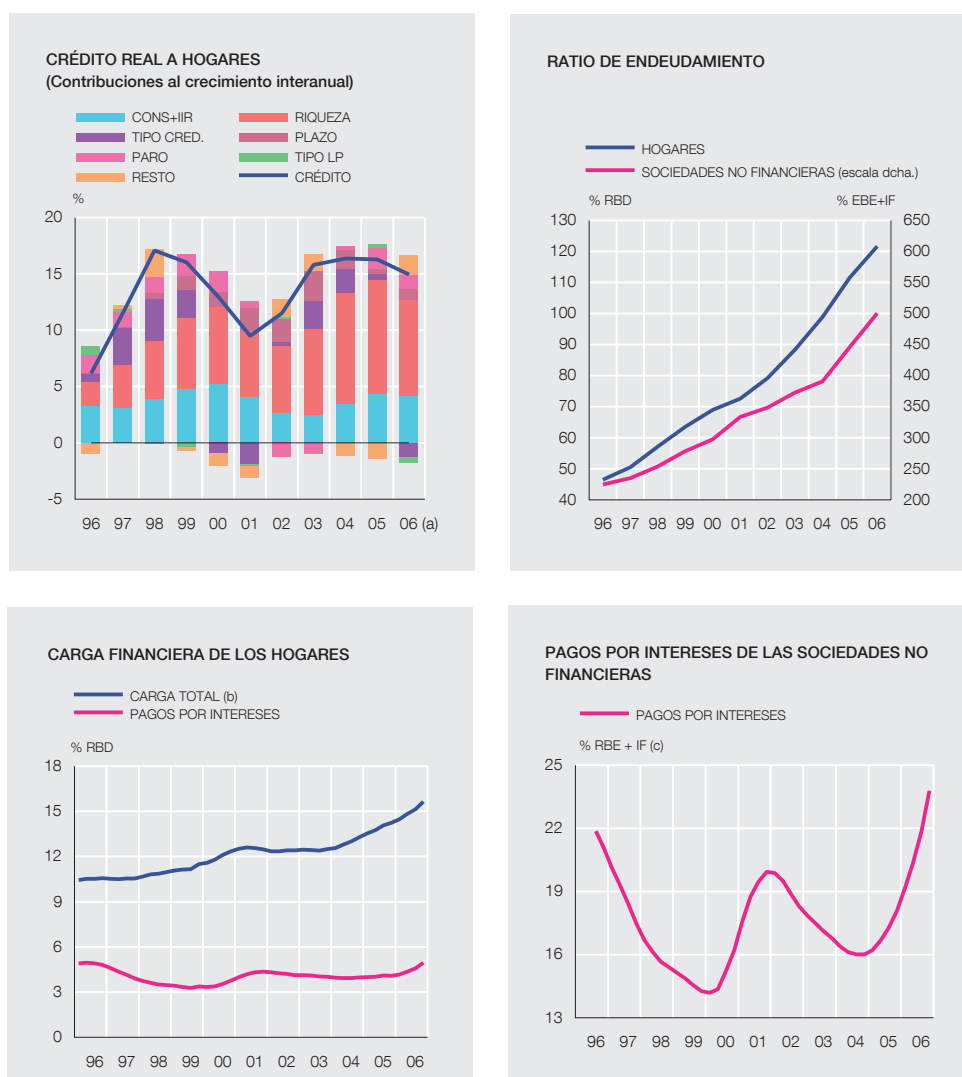 CRÉDITO REAL A HOGARES
(Contribuciones al crecimiento interanual)
CONS+IIR RIQUEZA
TIPO CRED. PLAZO
PARO TIPO LP
RESTO CRÉDITO
%
20
15
10
5
0
-5
96 97 98 99 00 01 02 03 04 05 06 (a)
RATIO DE ENDEUDAMIENTO
HOGARES
SOCIEDADES NO FINANCIERAS (escala dcha.)
% RBD % EBE+IF
130 650
120 600
110 550
100 500
90 450
80 400
70 350
60 300
50 250
40 200
96 97 98 99 00 01 02 03 04 05 06
CARGA FINANCIERA DE LOS HOGARES
CARGA TOTAL (b)
PAGOS POR INTERESES
% RBD
18
15
12
9
6
3
0
96 97 98 99 00 01 02 03 04 05 06
PAGOS POR INTERESES DE LAS SOCIEDADES NO
FINANCIERAS
PAGOS POR INTERESES
% RBE + IF (c)
25
22
19
16
13
96 97 98 99 00 01 02 03 04 05 06